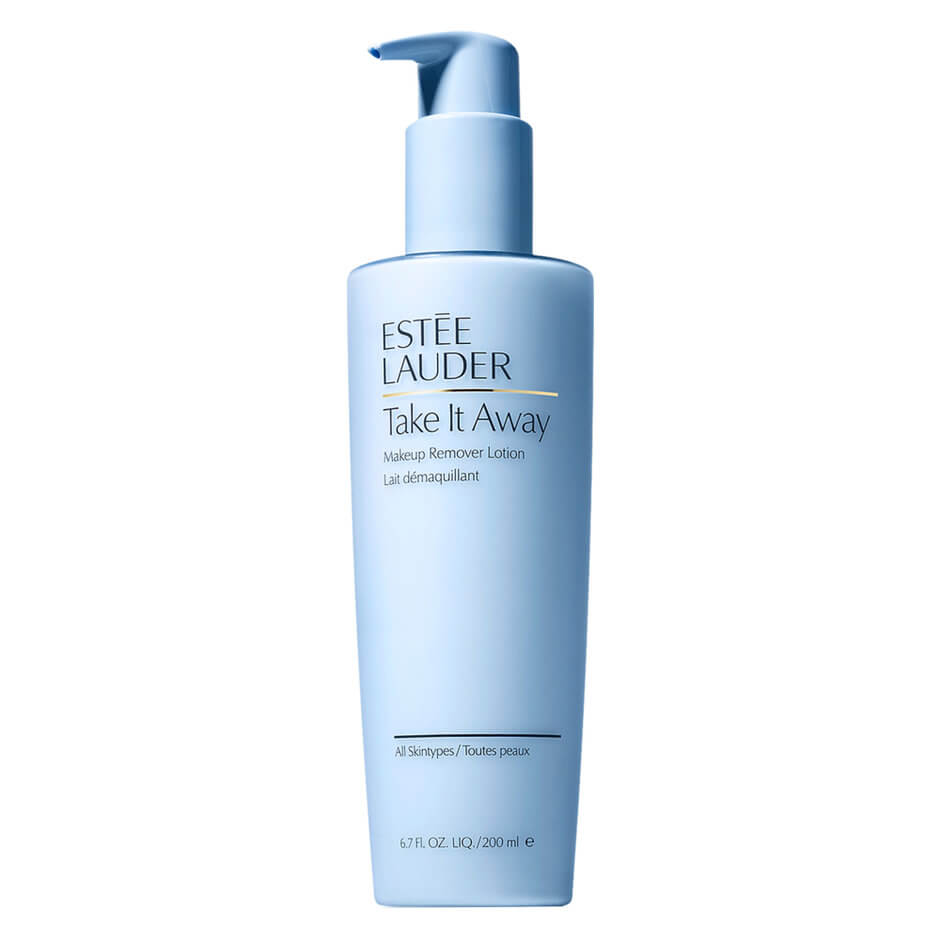 ESTĒE
LAUDER
Take It Away
Makeup Remover Lotion
Lait démaquillant
All Skintypes/Toutes peaux
6.7 FL. OZ. LIQ./200 ml ℮